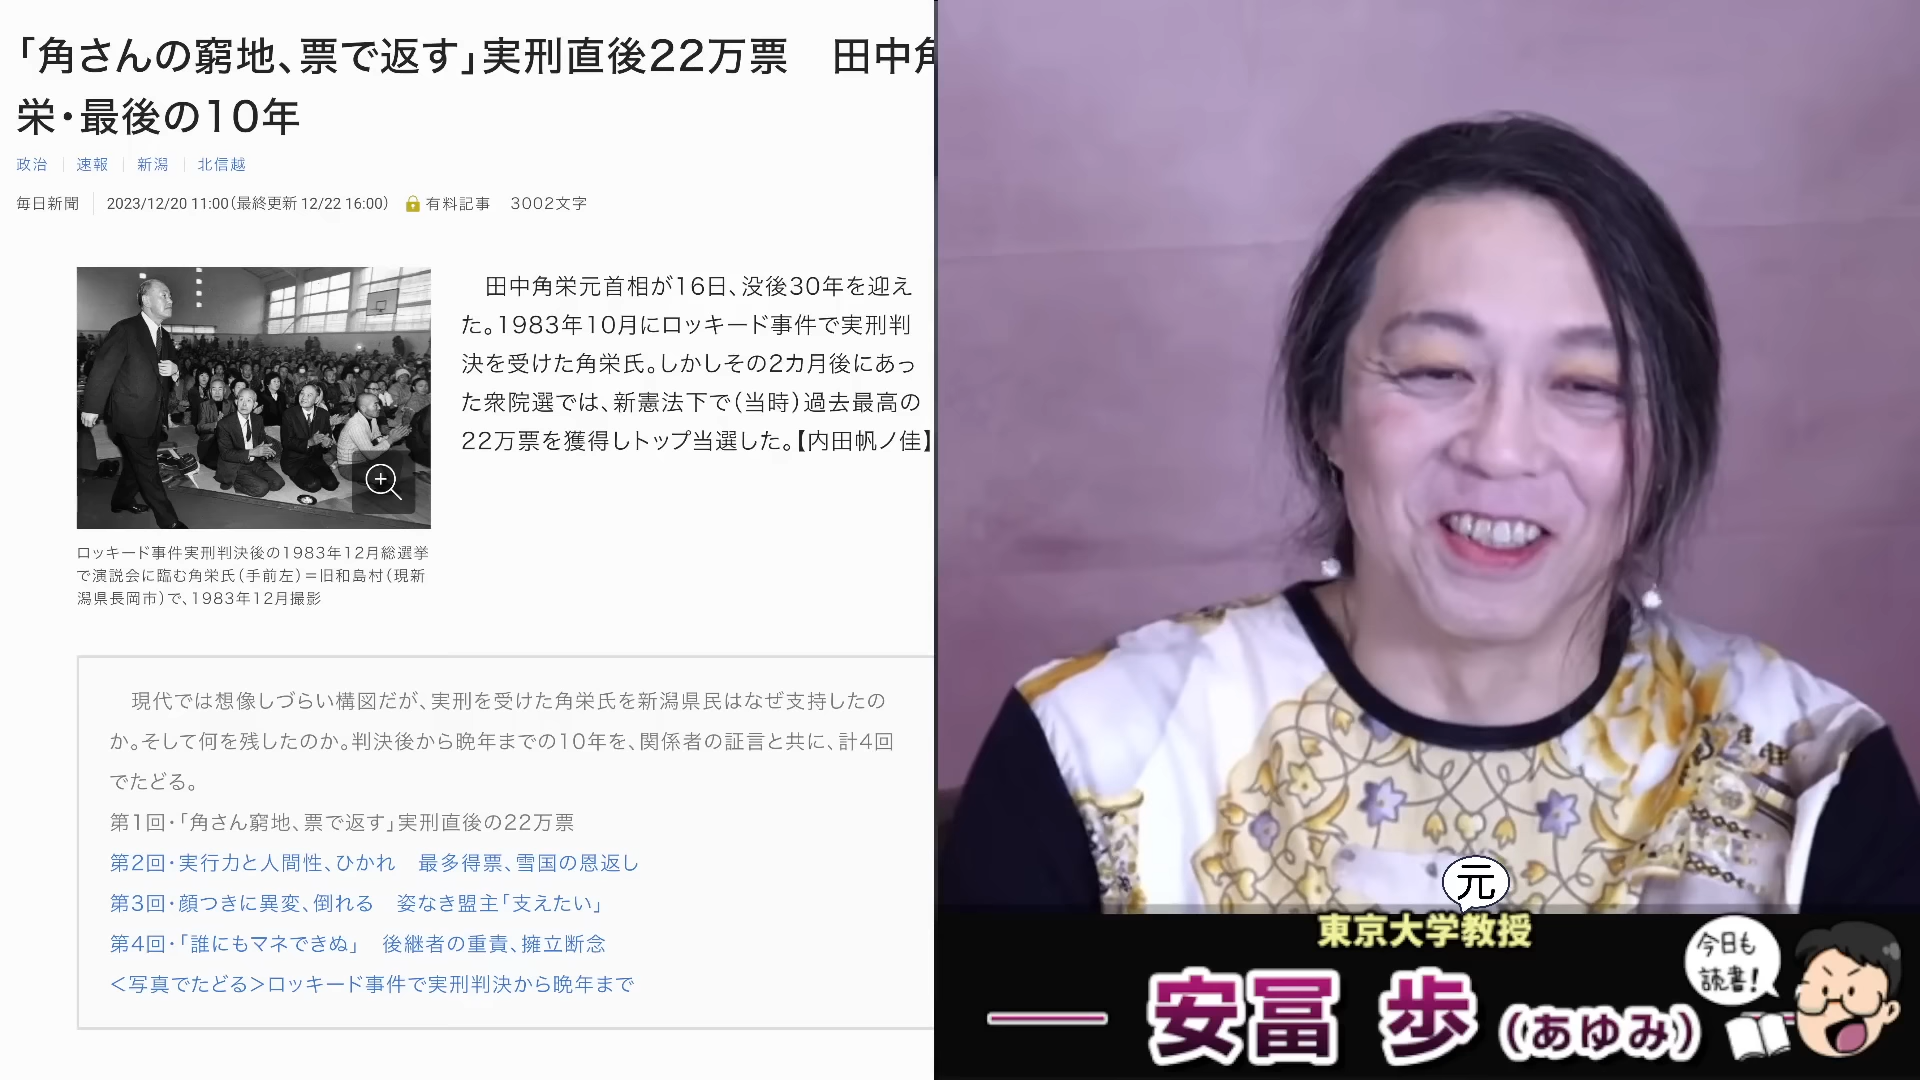 「角さんの窮地、票で返す」実刑直後22万票　田中角
栄・最後の10年
政治 | 速報 | 新潟 | 北信越
毎日新聞 | 2023/12/20 11:00(最終更新 12/22 16:00) 有料記事 3002文字
田中角栄元首相が16日、没後30年を迎え
た。1983年10月にロッキード事件で実刑判
決を受けた角栄氏。しかしその2カ月後にあっ
た衆院選では、新憲法下で(当時)過去最高の
22万票を獲得しトップ当選した。【内田帆ノ佳】
ロッキード事件実刑判決後の1983年12月総選挙
で演説会に臨む角栄氏(手前左)=旧和島村(現新
潟県長岡市)で、1983年12月撮影
現代では想像しづらい構図だが、実刑を受けた角栄氏を新潟県民はなぜ支持したの
か。そして何を残したのか。判決後から晩年までの10年を、関係者の証言と共に、計4回
でたどる。
第1回・「角さん窮地、票で返す」実刑直後の22万票
第2回・実行力と人間性、ひかれ　最多得票、雪国の恩返し
第3回・顔つきに異変、倒れる　姿なき盟主「支えたい」
第4回・「誰にもマネできぬ」　後継者の重責、擁立断念
<写真でたどる>ロッキード事件で実刑判決から晩年まで
元
東京大学教授
安冨 歩 (あゆみ)
今日も
読書!